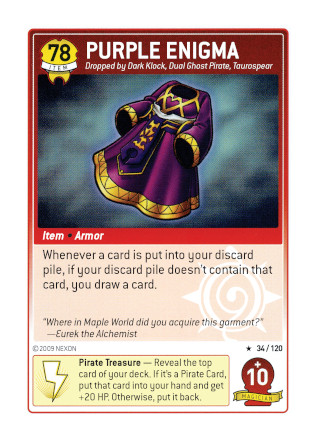 78
ITEM
PURPLE ENIGMA
Dropped by Dark Klock, Dual Ghost Pirate, Taurospear
Item • Armor
Whenever a card is put into your discard
pile, if your discard pile doesn't contain that
card, you draw a card.
"Where in Maple World did you acquire this garment?"
—Eurek the Alchemist
©2009 NEXON
★ 34/120
Pirate Treasure — Reveal the top
card of your deck. If it's a Pirate Card,
put that card into your hand and get
+20 HP. Otherwise, put it back.
10
MAGICIAN